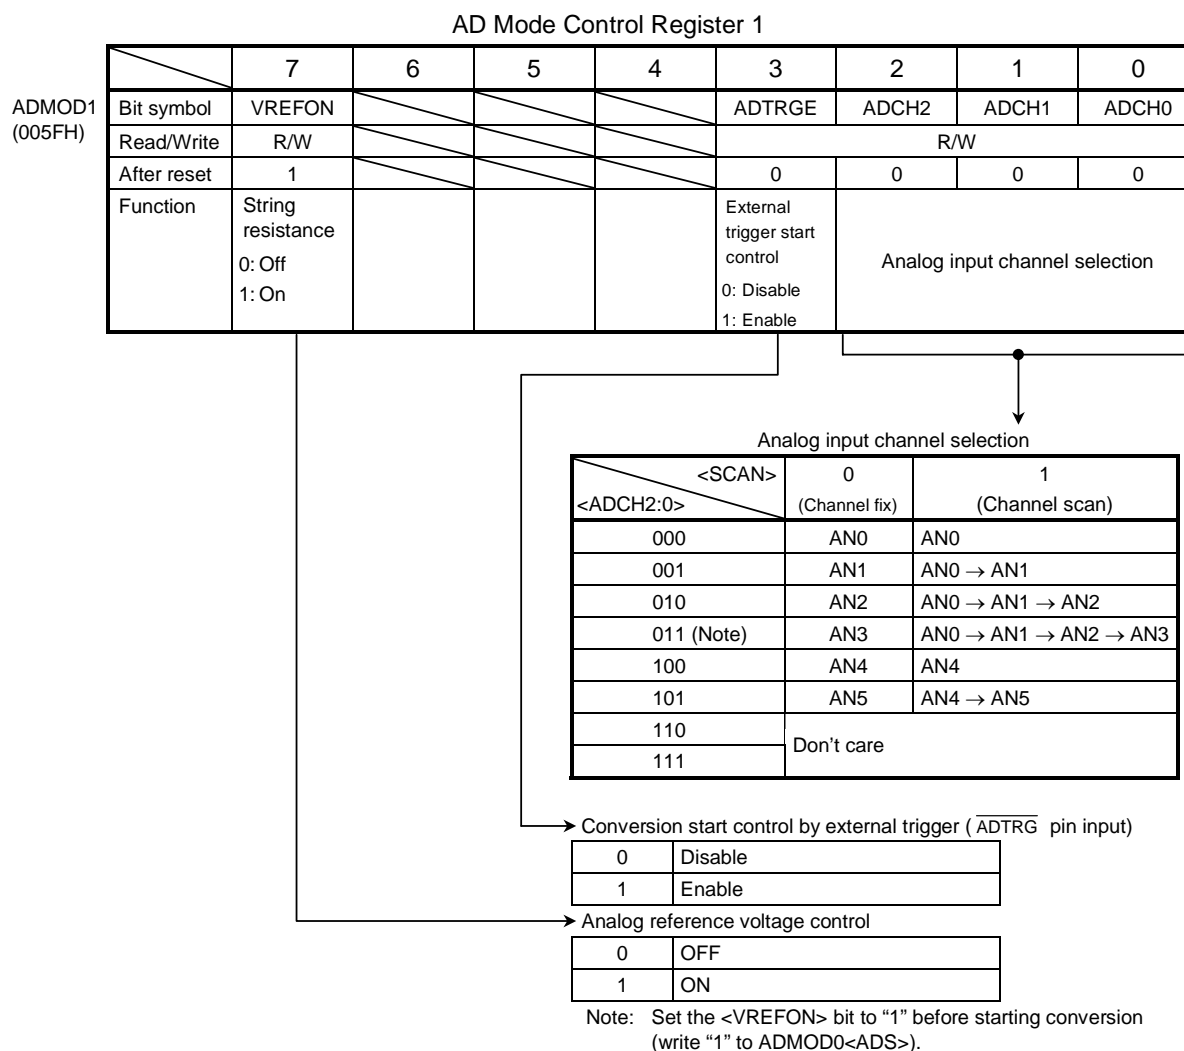 AD Mode Control Register 1
7 6 5 4 3 2 1 0
ADMOD1 Bit symbol VREFON ADTRGE ADCH2 ADCH1 ADCH0
(005FH) Read/Write R/W R/W
After reset 1 0 0 0 0
Function String resistance 0: Off 1: On External trigger start control 0: Disable 1: Enable Analog input channel selection
Analog input channel selection
<SCAN> 0 1
<ADCH2:0> (Channel fix) (Channel scan)
000 AN0 AN0
001 AN1 AN0 → AN1
010 AN2 AN0 → AN1 → AN2
011 (Note) AN3 AN0 → AN1 → AN2 → AN3
100 AN4 AN4
101 AN5 AN4 → AN5
110 Don't care
111
Conversion start control by external trigger ( ADTRG pin input)
0 Disable
1 Enable
Analog reference voltage control
0 OFF
1 ON
Note: Set the <VREFON> bit to “1” before starting conversion
(write “1” to ADMOD0<ADS>).